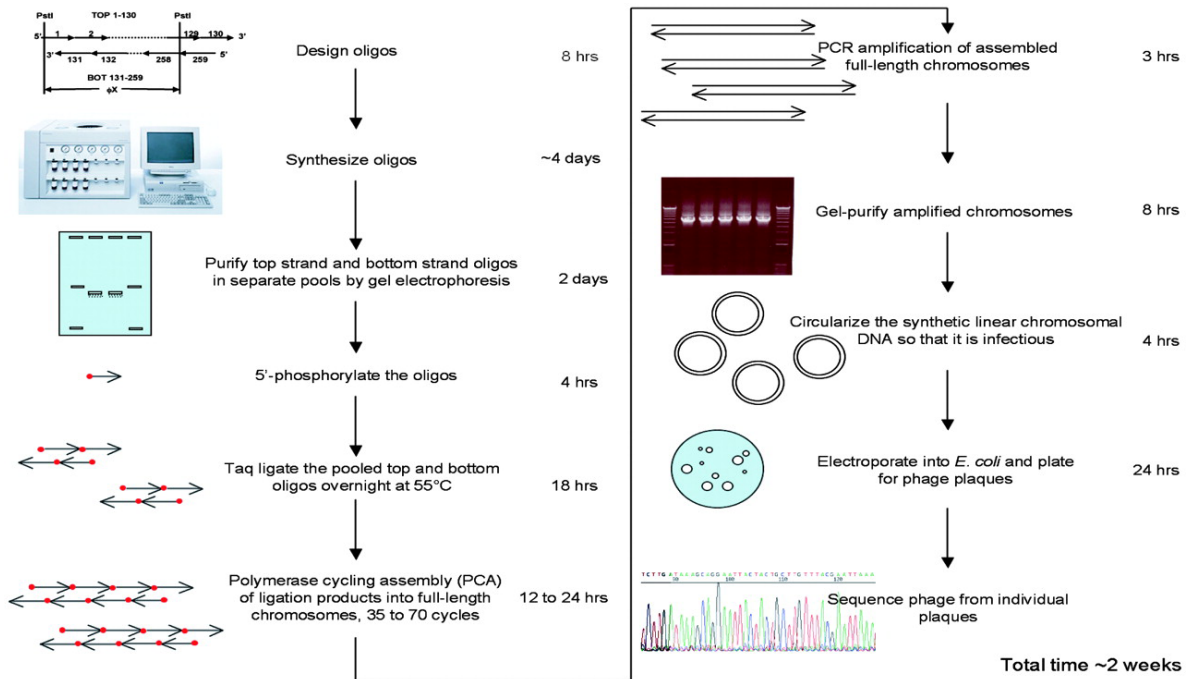 PstI TOP 1-130 PstI
5' 1 2 129 130 3'
3' 131 132 258 259 5'
BOT 131-259
ϕX
Design oligos 8 hrs
Synthesize oligos ~4 days
Purify top strand and bottom strand oligos
in separate pools by gel electrophoresis 2 days
5'-phosphorylate the oligos 4 hrs
Taq ligate the pooled top and bottom
oligos overnight at 55°C 18 hrs
Polymerase cycling assembly (PCA)
of ligation products into full-length 12 to 24 hrs
chromosomes, 35 to 70 cycles
PCR amplification of assembled 3 hrs
full-length chromosomes
Gel-purify amplified chromosomes 8 hrs
Circularize the synthetic linear chromosomal
DNA so that it is infectious 4 hrs
Electroporate into E. coli and plate 24 hrs
for phage plaques
TCTTGATAAAGCAGGAATTACTACTGCTTGTTTACGAATTAAA
90 100 110 120
Sequence phage from individual
plaques
Total time ~2 weeks